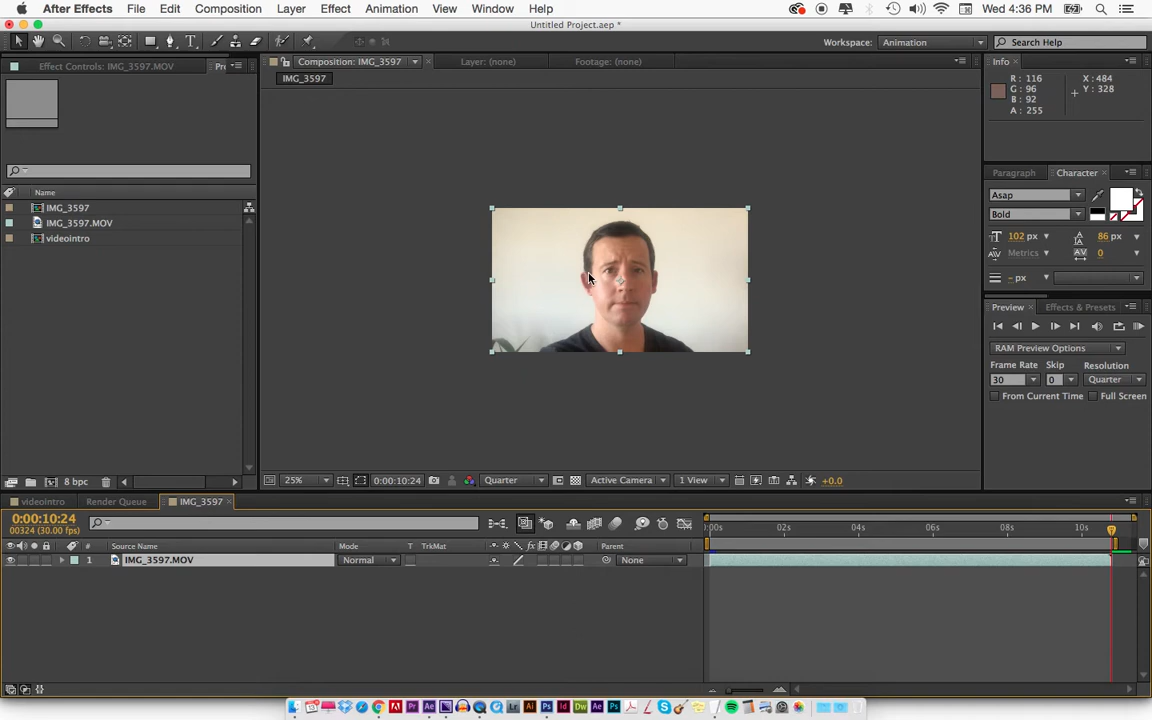 After Effects File Edit Composition Layer Effect Animation View Window Help Wed 4:36 PM
Untitled Project.aep *
Workspace: Animation Search Help
Effect Controls: IMG_3597.MOV Pr
Composition: IMG_3597 Layer: (none) Footage: (none)
IMG_3597
Info
R : 116 X : 484
G : 96 Y : 328
B : 92
A : 255
Paragraph Character
Asap
Bold
102 px 86 px
Metrics 0
- px
Name
IMG_3597
IMG_3597.MOV
videointro
Preview Effects & Presets
RAM Preview Options
Frame Rate Skip Resolution
30 0 Quarter
From Current Time Full Screen
8 bpc
25% 0:00:10:24 Quarter Active Camera 1 View +0.0
videointro Render Queue IMG_3597
0:00:10:24
00324 (30.00 fps)
:00s 02s 04s 06s 08s 10s
# Source Name Mode T TrkMat fx Parent
1 IMG_3597.MOV Normal None